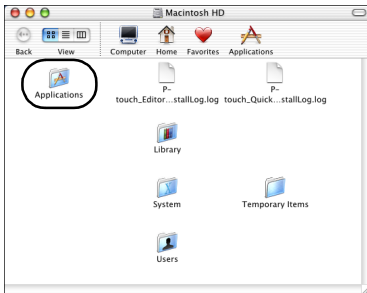 Macintosh HD
Back View Computer Home Favorites Applications
Applications
P-
touch_Editor...stallLog.log
P-
touch_Quick...stallLog.log
Library
System
Temporary Items
Users